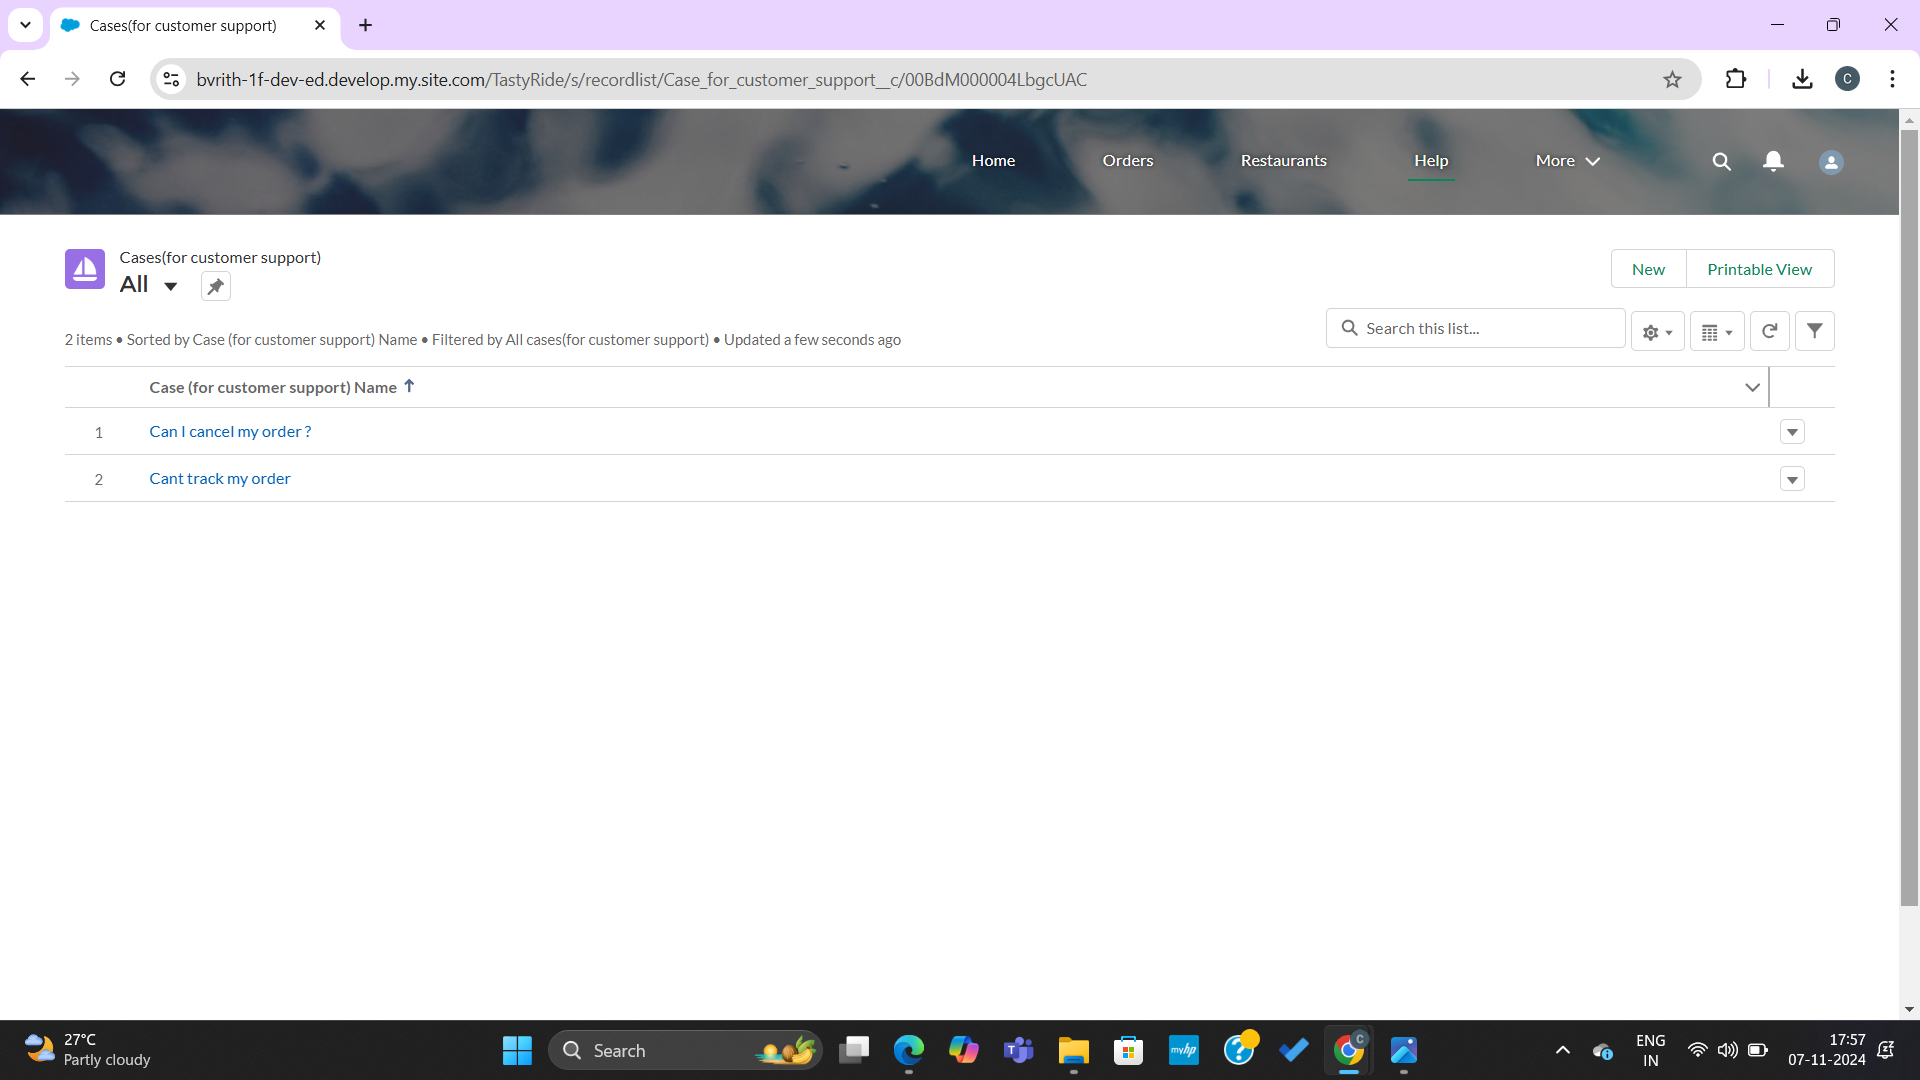 Cases(for customer support)
bvrith-1f-dev-ed.develop.my.site.com/TastyRide/s/recordlist/Case_for_customer_support__c/00BdM000004LbgcUAC
C
Home Orders Restaurants Help More
Cases(for customer support)
All
New Printable View
2 items • Sorted by Case (for customer support) Name • Filtered by All cases(for customer support) • Updated a few seconds ago
Search this list...
Case (for customer support) Name
1 Can I cancel my order ?
2 Cant track my order
27°C
Partly cloudy
Search
myhp
C
ENG
IN
17:57
07-11-2024